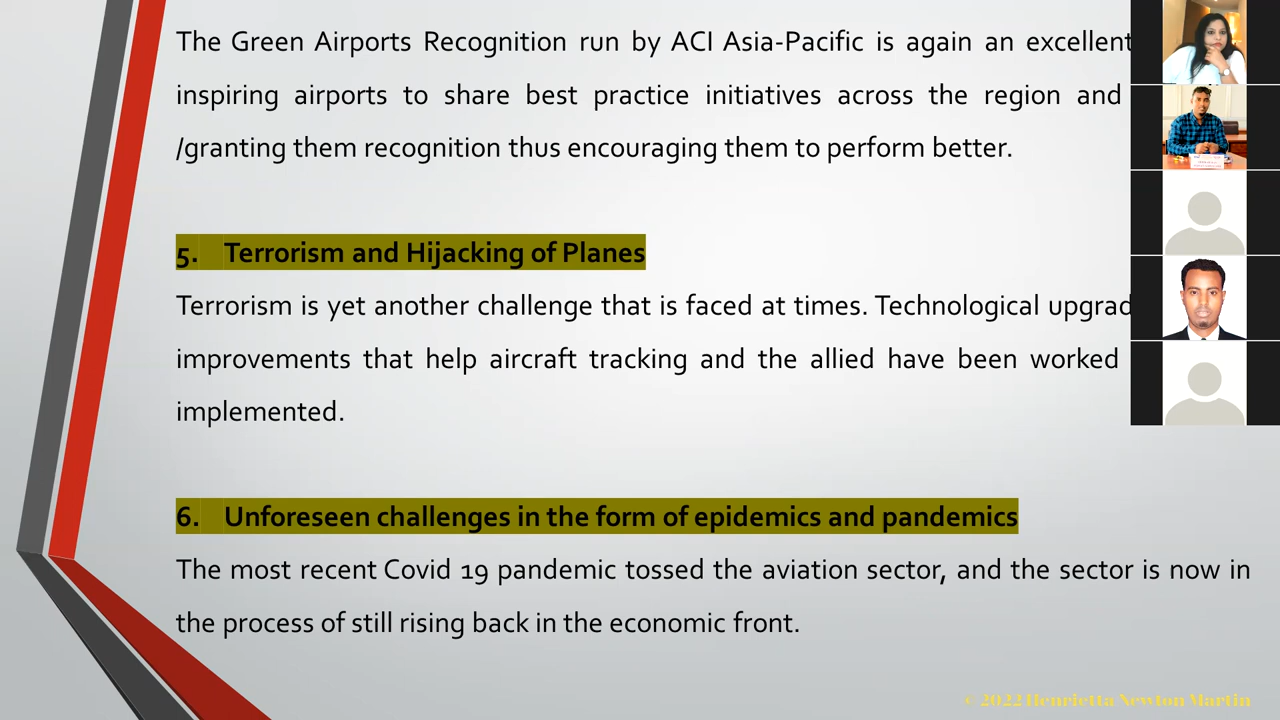 The Green Airports Recognition run by ACI Asia-Pacific is again an excellent
inspiring airports to share best practice initiatives across the region and
/granting them recognition thus encouraging them to perform better.
5. Terrorism and Hijacking of Planes
Terrorism is yet another challenge that is faced at times. Technological upgrad
improvements that help aircraft tracking and the allied have been worked
implemented.
6. Unforeseen challenges in the form of epidemics and pandemics
The most recent Covid 19 pandemic tossed the aviation sector, and the sector is now in
the process of still rising back in the economic front.
©2022 Henrietta Newton Martin